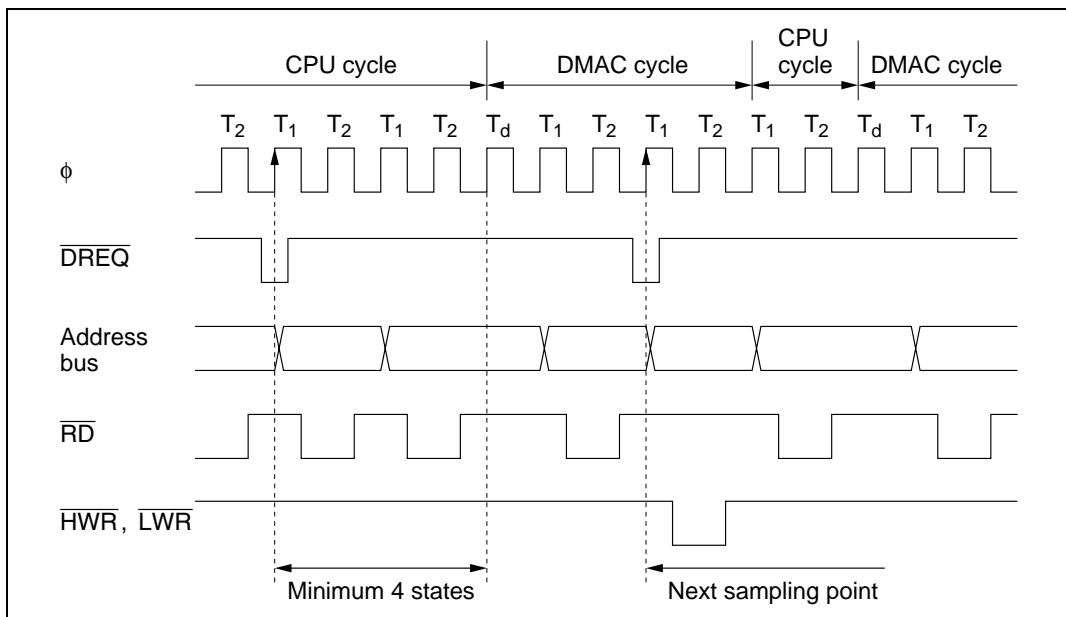 CPU cycle DMAC cycle CPU cycle DMAC cycle
T2 T1 T2 T1 T2 Td T1 T2 T1 T2 T1 T2 Td T1 T2
ϕ
DREQ
Address
bus
RD
HWR, LWR
Minimum 4 states Next sampling point